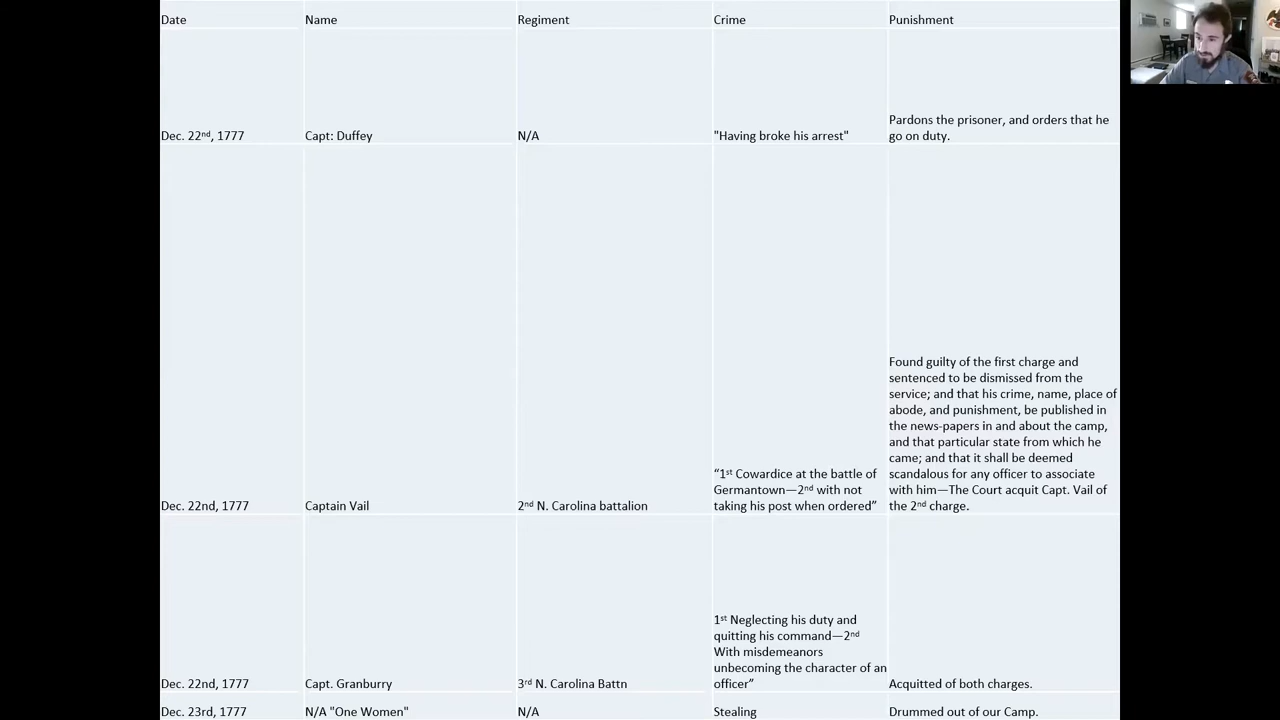 Date Name Regiment Crime Punishment
Pardons the prisoner, and orders that he
Dec. 22nd, 1777 Capt: Duffey N/A "Having broke his arrest" go on duty.
Found guilty of the first charge and
sentenced to be dismissed from the
service; and that his crime, name, place of
abode, and punishment, be published in
the news-papers in and about the camp,
and that particular state from which he
came; and that it shall be deemed
“1st Cowardice at the battle of scandalous for any officer to associate
Germantown—2nd with not with him—The Court acquit Capt. Vail of
Dec. 22nd, 1777 Captain Vail 2nd N. Carolina battalion taking his post when ordered” the 2nd charge.
1st Neglecting his duty and
quitting his command—2nd
With misdemeanors
unbecoming the character of an
Dec. 22nd, 1777 Capt. Granburry 3rd N. Carolina Battn officer” Acquitted of both charges.
Dec. 23rd, 1777 N/A "One Women" N/A Stealing Drummed out of our Camp.